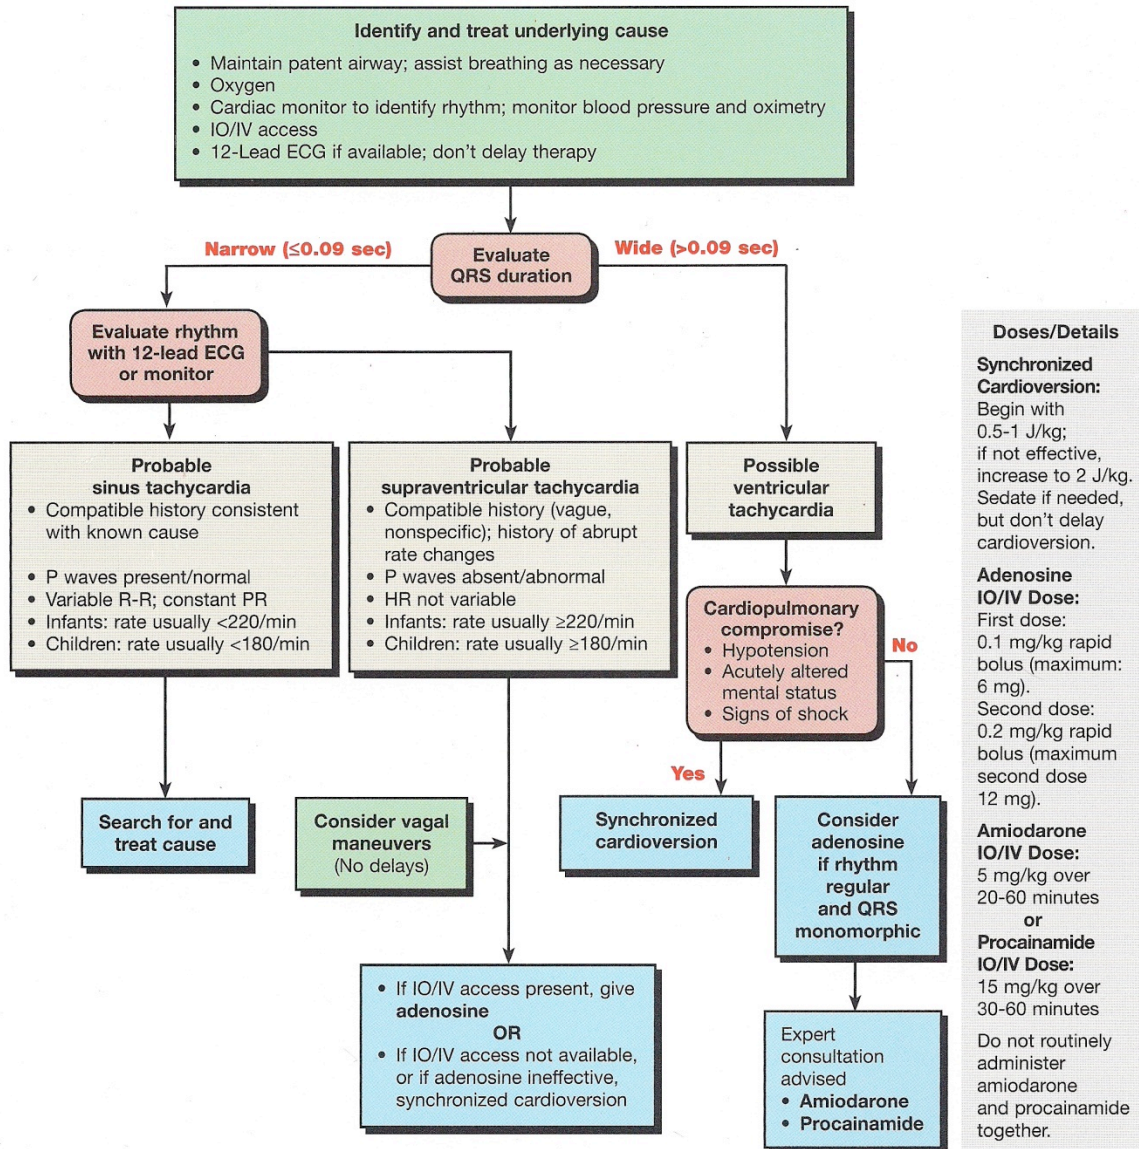 Identify and treat underlying cause
• Maintain patent airway; assist breathing as necessary
• Oxygen
• Cardiac monitor to identify rhythm; monitor blood pressure and oximetry
• IO/IV access
• 12-Lead ECG if available; don't delay therapy
Narrow (≤0.09 sec)
Evaluate
QRS duration
Wide (>0.09 sec)
Evaluate rhythm
with 12-lead ECG
or monitor
Probable
sinus tachycardia
• Compatible history consistent
with known cause
• P waves present/normal
• Variable R-R; constant PR
• Infants: rate usually <220/min
• Children: rate usually <180/min
Probable
supraventricular tachycardia
• Compatible history (vague,
nonspecific); history of abrupt
rate changes
• P waves absent/abnormal
• HR not variable
• Infants: rate usually ≥220/min
• Children: rate usually ≥180/min
Possible
ventricular
tachycardia
Cardiopulmonary
compromise?
• Hypotension
• Acutely altered
mental status
• Signs of shock
No
Yes
Search for and
treat cause
Consider vagal
maneuvers
(No delays)
Synchronized
cardioversion
Consider
adenosine
if rhythm
regular
and QRS
monomorphic
• If IO/IV access present, give
adenosine
OR
• If IO/IV access not available,
or if adenosine ineffective,
synchronized cardioversion
Expert
consultation
advised
• Amiodarone
• Procainamide
Doses/Details
Synchronized
Cardioversion:
Begin with
0.5-1 J/kg;
if not effective,
increase to 2 J/kg.
Sedate if needed,
but don't delay
cardioversion.
Adenosine
IO/IV Dose:
First dose:
0.1 mg/kg rapid
bolus (maximum:
6 mg).
Second dose:
0.2 mg/kg rapid
bolus (maximum
second dose
12 mg).
Amiodarone
IO/IV Dose:
5 mg/kg over
20-60 minutes
or
Procainamide
IO/IV Dose:
15 mg/kg over
30-60 minutes
Do not routinely
administer
amiodarone
and procainamide
together.